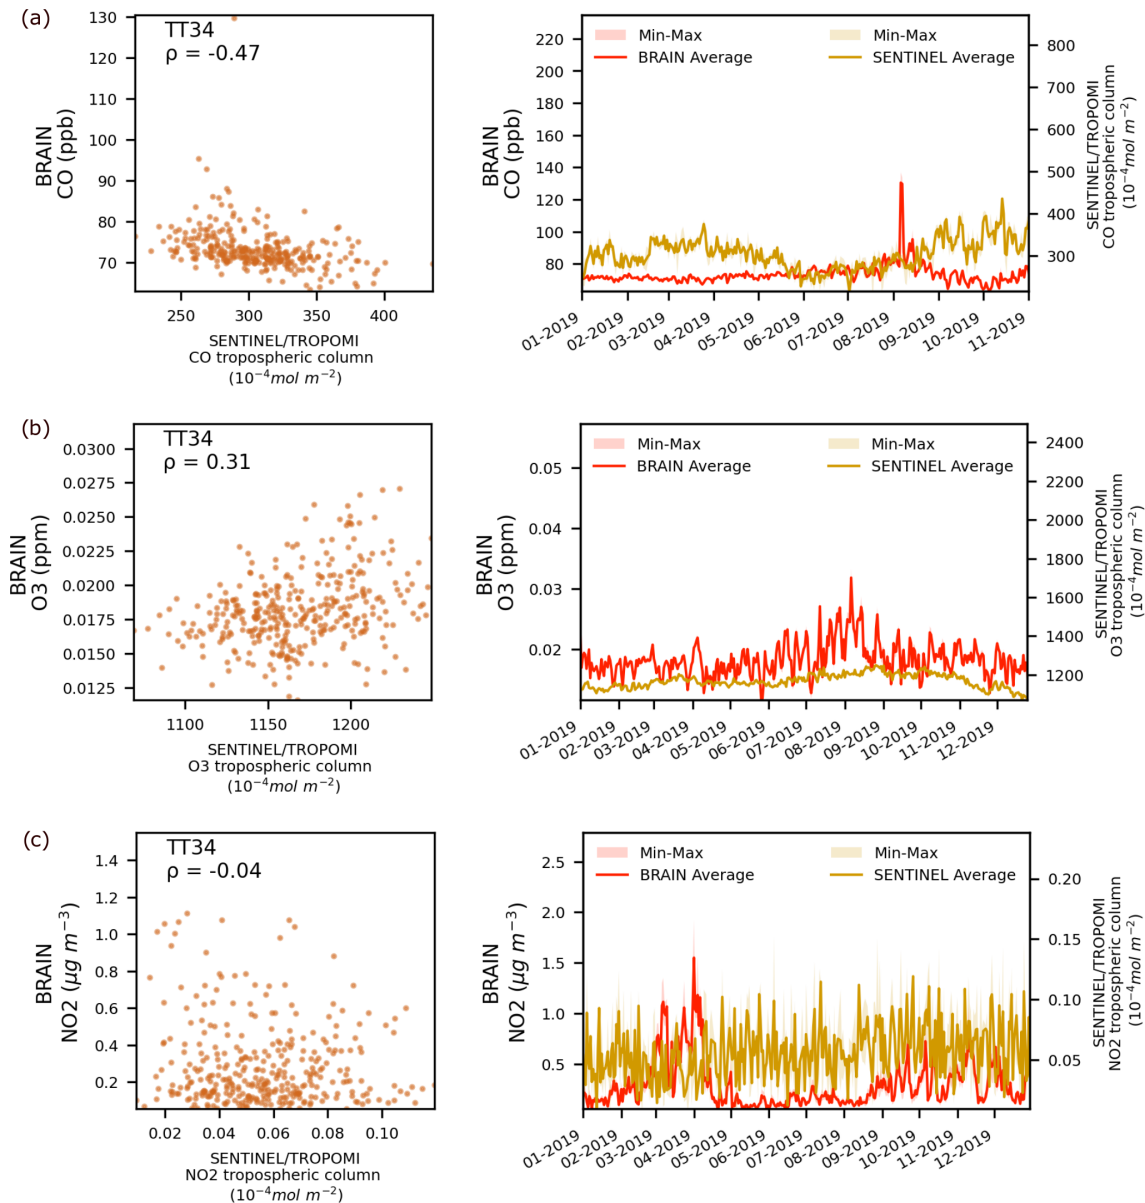 (a)
TT34
ρ = -0.47
130
120
110
100
90
80
70
BRAIN
CO (ppb)
250 300 350 400
SENTINEL/TROPOMI
CO tropospheric column
(10⁻⁴mol m⁻²)
Min-Max
BRAIN Average
Min-Max
SENTINEL Average
220
200
180
160
140
120
100
80
BRAIN
CO (ppb)
800
700
600
500
400
300
SENTINEL/TROPOMI
CO tropospheric column
(10⁻⁴mol m⁻²)
01-2019
02-2019
03-2019
04-2019
05-2019
06-2019
07-2019
08-2019
09-2019
10-2019
11-2019
(b)
TT34
ρ = 0.31
0.0300
0.0275
0.0250
0.0225
0.0200
0.0175
0.0150
0.0125
BRAIN
O3 (ppm)
1100 1150 1200
SENTINEL/TROPOMI
O3 tropospheric column
(10⁻⁴mol m⁻²)
Min-Max
BRAIN Average
Min-Max
SENTINEL Average
0.05
0.04
0.03
0.02
BRAIN
O3 (ppm)
2400
2200
2000
1800
1600
1400
1200
SENTINEL/TROPOMI
O3 tropospheric column
(10⁻⁴mol m⁻²)
01-2019
02-2019
03-2019
04-2019
05-2019
06-2019
07-2019
08-2019
09-2019
10-2019
11-2019
12-2019
(c)
TT34
ρ = -0.04
1.4
1.2
1.0
0.8
0.6
0.4
0.2
BRAIN
NO2 (μg m⁻³)
0.02 0.04 0.06 0.08 0.10
SENTINEL/TROPOMI
NO2 tropospheric column
(10⁻⁴mol m⁻²)
Min-Max
BRAIN Average
Min-Max
SENTINEL Average
2.5
2.0
1.5
1.0
0.5
BRAIN
NO2 (μg m⁻³)
0.20
0.15
0.10
0.05
SENTINEL/TROPOMI
NO2 tropospheric column
(10⁻⁴mol m⁻²)
01-2019
02-2019
03-2019
04-2019
05-2019
06-2019
07-2019
08-2019
09-2019
10-2019
11-2019
12-2019